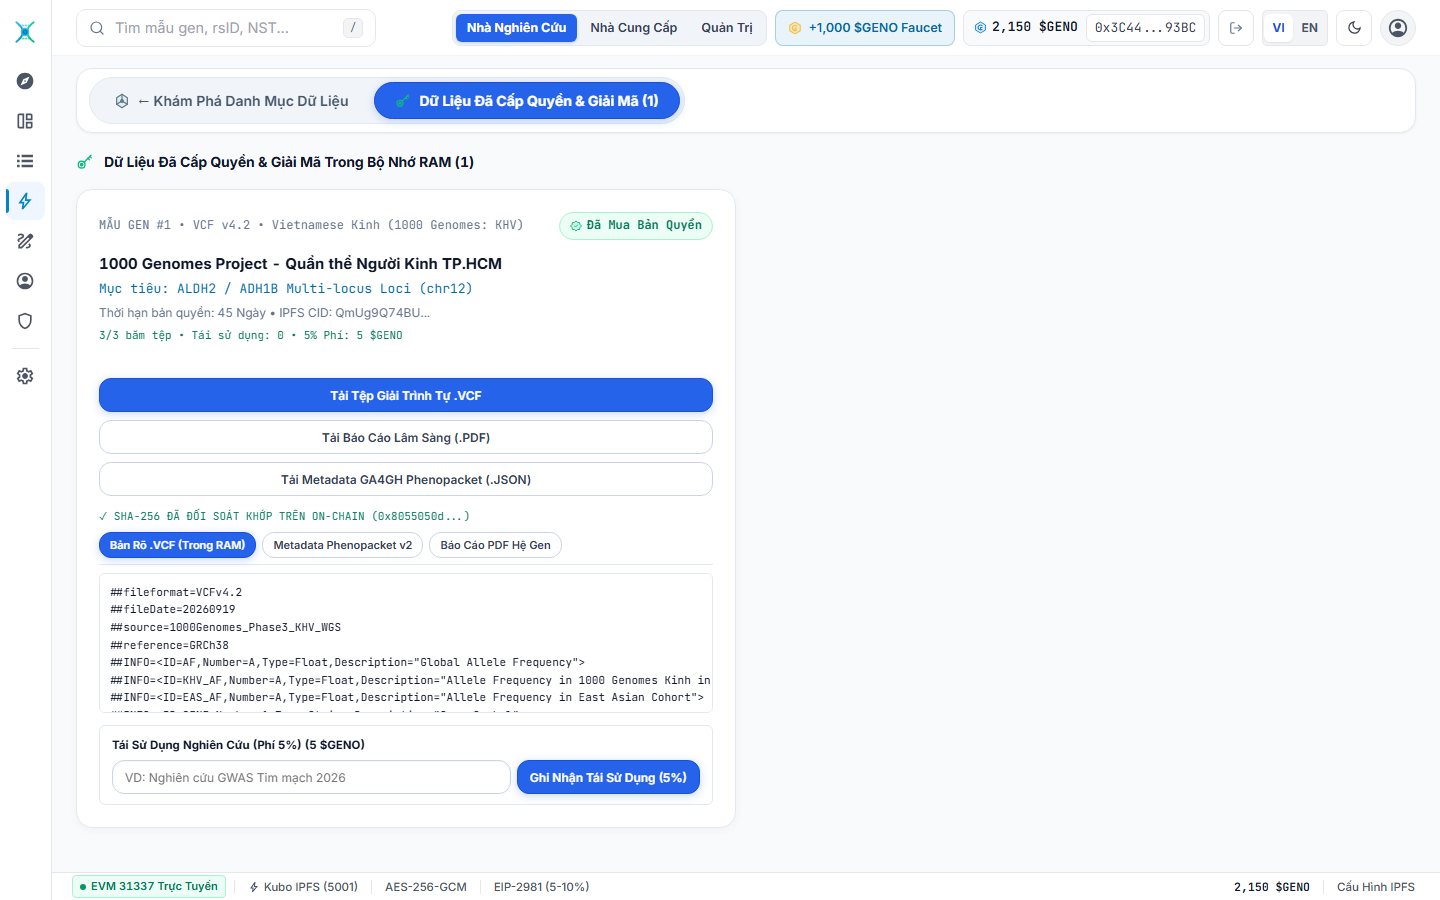 Tìm mẫu gen, rsID, NST... /
Nhà Nghiên Cứu Nhà Cung Cấp Quản Trị
+1,000 $GENO Faucet
2,150 $GENO 0x3C44...93BC
VI EN
← Khám Phá Danh Mục Dữ Liệu
Dữ Liệu Đã Cấp Quyền & Giải Mã (1)
Dữ Liệu Đã Cấp Quyền & Giải Mã Trong Bộ Nhớ RAM (1)
MẪU GEN #1 • VCF v4.2 • Vietnamese Kinh (1000 Genomes: KHV)
Đã Mua Bản Quyền
1000 Genomes Project - Quần thể Người Kinh TP.HCM
Mục tiêu: ALDH2 / ADH1B Multi-locus Loci (chr12)
Thời hạn bản quyền: 45 Ngày • IPFS CID: QmUg9Q74BU...
3/3 băm tệp • Tái sử dụng: 0 • 5% Phí: 5 $GENO
Tải Tệp Giải Trình Tự .VCF
Tải Báo Cáo Lâm Sàng (.PDF)
Tải Metadata GA4GH Phenopacket (.JSON)
✓ SHA-256 ĐÃ ĐỐI SOÁT KHỚP TRÊN ON-CHAIN (0x8055050d...)
Bản Rõ .VCF (Trong RAM) Metadata Phenopacket v2 Báo Cáo PDF Hệ Gen
##fileformat=VCFv4.2
##fileDate=20260919
##source=1000Genomes_Phase3_KHV_WGS
##reference=GRCh38
##INFO=<ID=AF,Number=A,Type=Float,Description="Global Allele Frequency">
##INFO=<ID=KHV_AF,Number=A,Type=Float,Description="Allele Frequency in 1000 Genomes Kinh in
##INFO=<ID=EAS_AF,Number=A,Type=Float,Description="Allele Frequency in East Asian Cohort">
Tái Sử Dụng Nghiên Cứu (Phí 5%) (5 $GENO)
VD: Nghiên cứu GWAS Tim mạch 2026
Ghi Nhận Tái Sử Dụng (5%)
EVM 31337 Trực Tuyến Kubo IPFS (5001) AES-256-GCM EIP-2981 (5-10%)
2,150 $GENO Cấu Hình IPFS